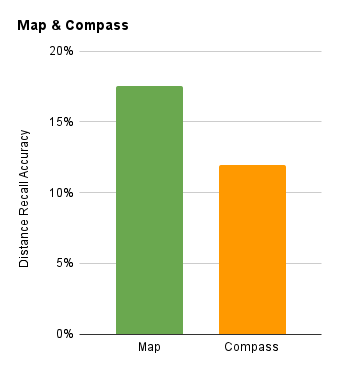 Map & Compass
20%
15%
10%
5%
0%
Distance Recall Accuracy
Map
Compass